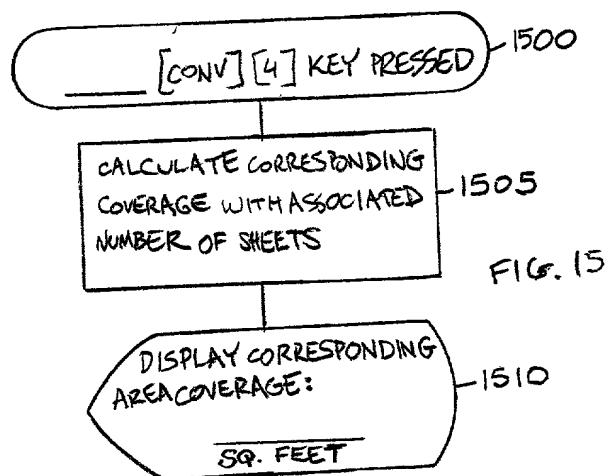 ____ [CONV] [4] KEY PRESSED
1500
CALCULATE CORRESPONDING
COVERAGE WITH ASSOCIATED
NUMBER OF SHEETS
1505
FIG. 15
DISPLAY CORRESPONDING
AREA COVERAGE:
1510
SQ. FEET